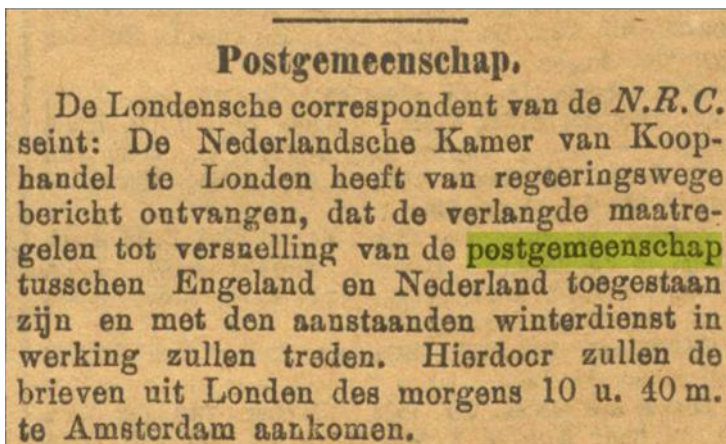 Postgemeenschap.
De Londensche correspondent van de N.R.C.
seint: De Nederlandsche Kamer van Koop-
handel te Londen heeft van regeeringswege
bericht ontvangen, dat de verlangde maatre-
gelen tot versnelling van de postgemeenschap
tusschen Engeland en Nederland toegestaan
zijn en met den aanstaanden winterdienst in
werking zullen treden. Hierdoor zullen de
brieven uit Londen des morgens 10 u. 40 m.
te Amsterdam aankomen.